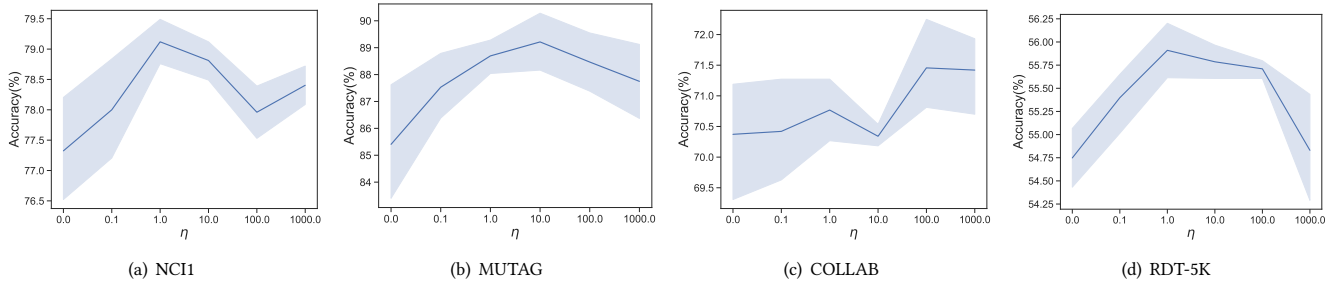 79.5
79.0
78.5
78.0
77.5
77.0
76.5
Accuracy(%)
0.0 0.1 1.0 10.0 100.0 1000.0
η
(a) NCI1
90
89
88
87
86
85
84
Accuracy(%)
0.0 0.1 1.0 10.0 100.0 1000.0
η
(b) MUTAG
72.0
71.5
71.0
70.5
70.0
69.5
Accuracy(%)
0.0 0.1 1.0 10.0 100.0 1000.0
η
(c) COLLAB
56.25
56.00
55.75
55.50
55.25
55.00
54.75
54.50
54.25
Accuracy(%)
0.0 0.1 1.0 10.0 100.0 1000.0
η
(d) RDT-5K